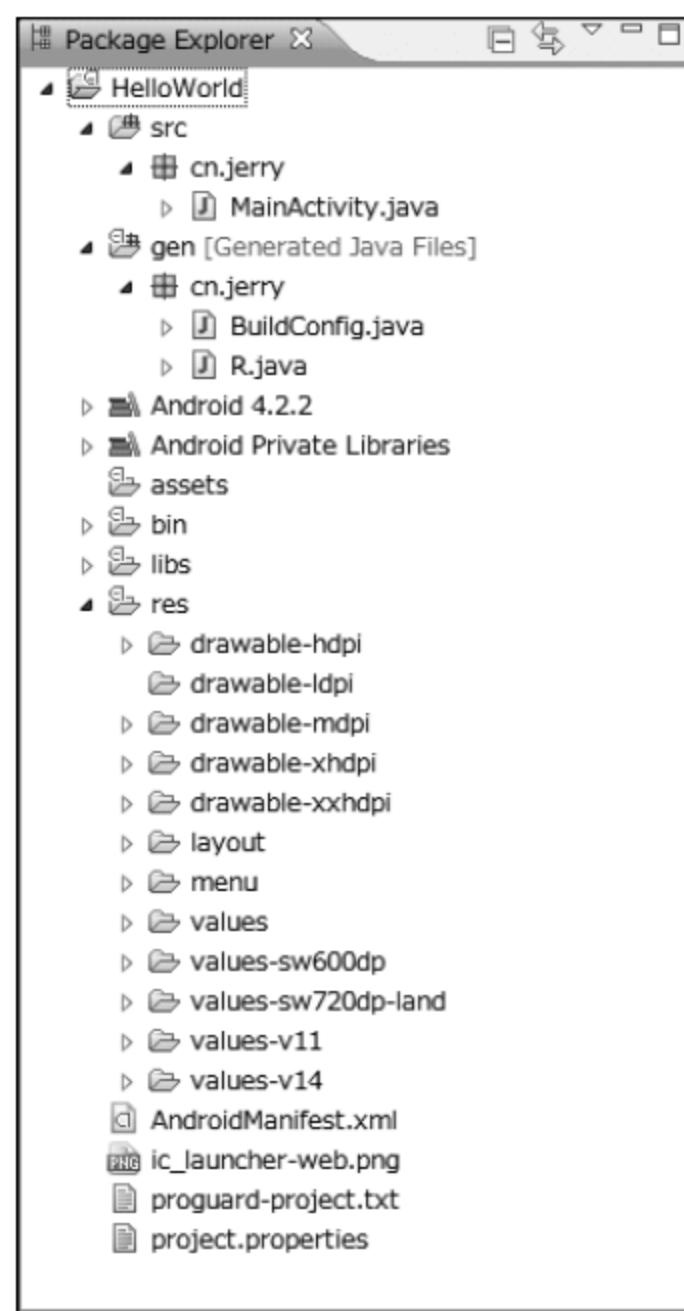 Package Explorer
HelloWorld
src
cn.jerry
MainActivity.java
gen [Generated Java Files]
cn.jerry
BuildConfig.java
R.java
Android 4.2.2
Android Private Libraries
assets
bin
libs
res
drawable-hdpi
drawable-ldpi
drawable-mdpi
drawable-xhdpi
drawable-xxhdpi
layout
menu
values
values-sw600dp
values-sw720dp-land
values-v11
values-v14
AndroidManifest.xml
ic_launcher-web.png
proguard-project.txt
project.properties